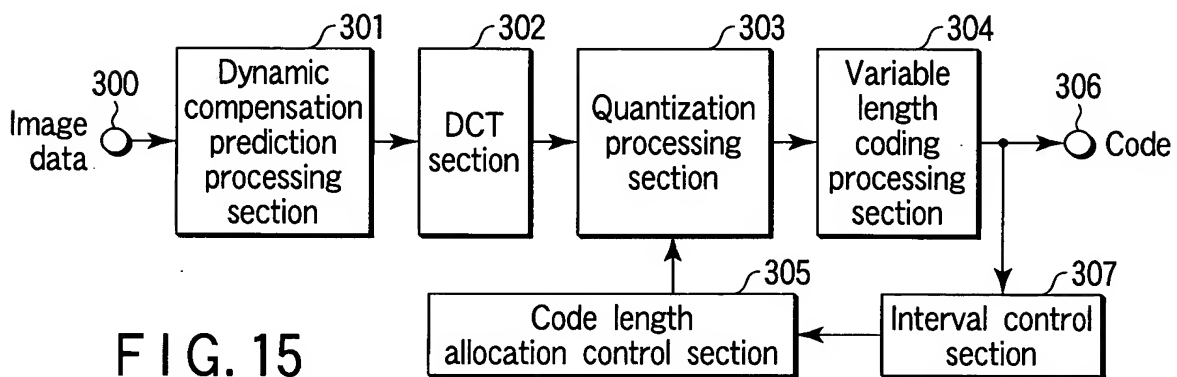 301
302
303
304
300
306
Image
data
Dynamic
compensation
prediction
processing
section
DCT
section
Quantization
processing
section
Variable
length
coding
processing
section
Code
305
307
Code length
allocation control section
Interval control
section
FIG. 15